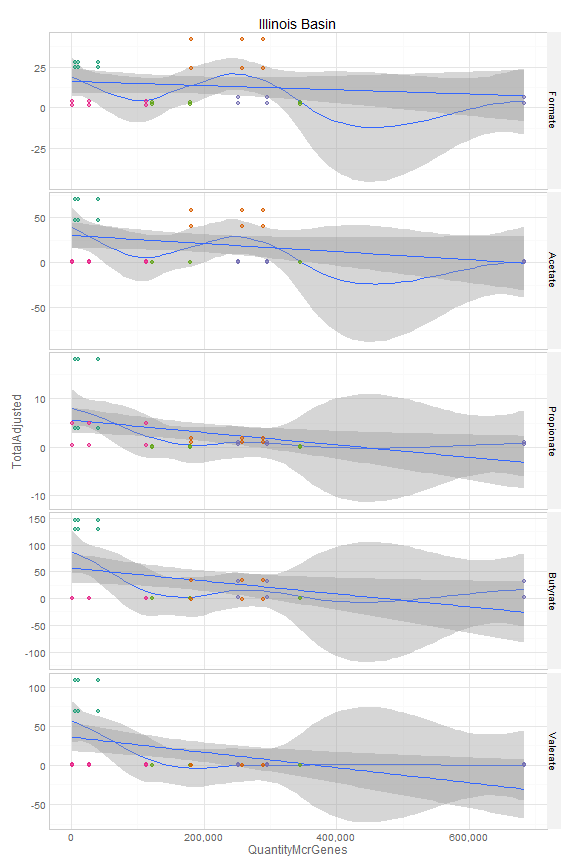 Illinois Basin
25
0
-25
Formate
50
0
-50
Acetate
10
0
-10
Propionate
150
100
50
0
-50
-100
Butyrate
100
50
0
-50
Valerate
TotalAdjusted
0
200,000
400,000
600,000
QuantityMcrGenes